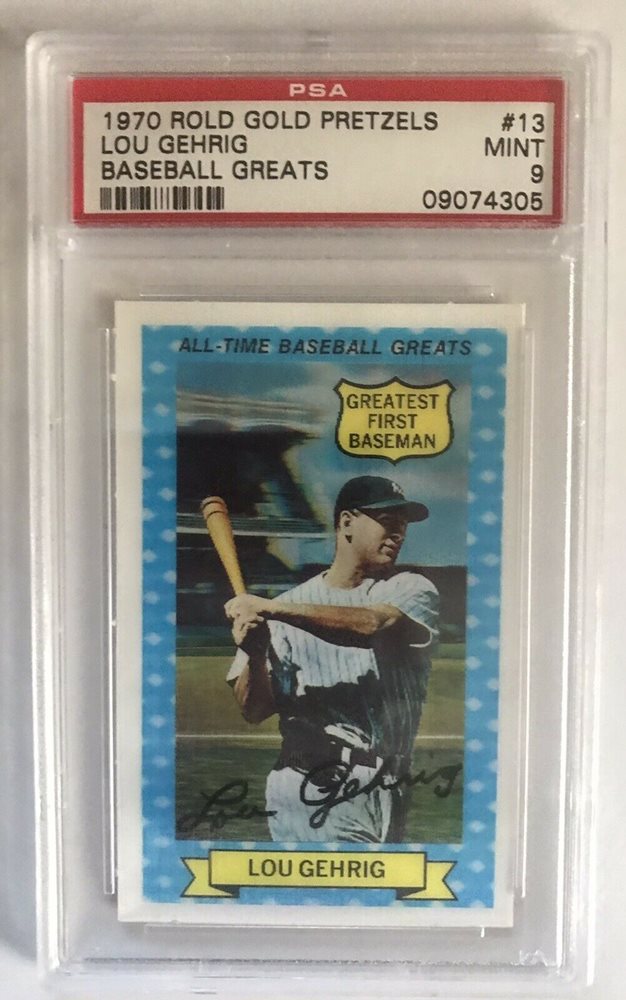 PSA
1970 ROLD GOLD PRETZELS #13
LOU GEHRIG MINT
BASEBALL GREATS 9
09074305
ALL-TIME BASEBALL GREATS
GREATEST
FIRST
BASEMAN
Lou Gehrig
LOU GEHRIG